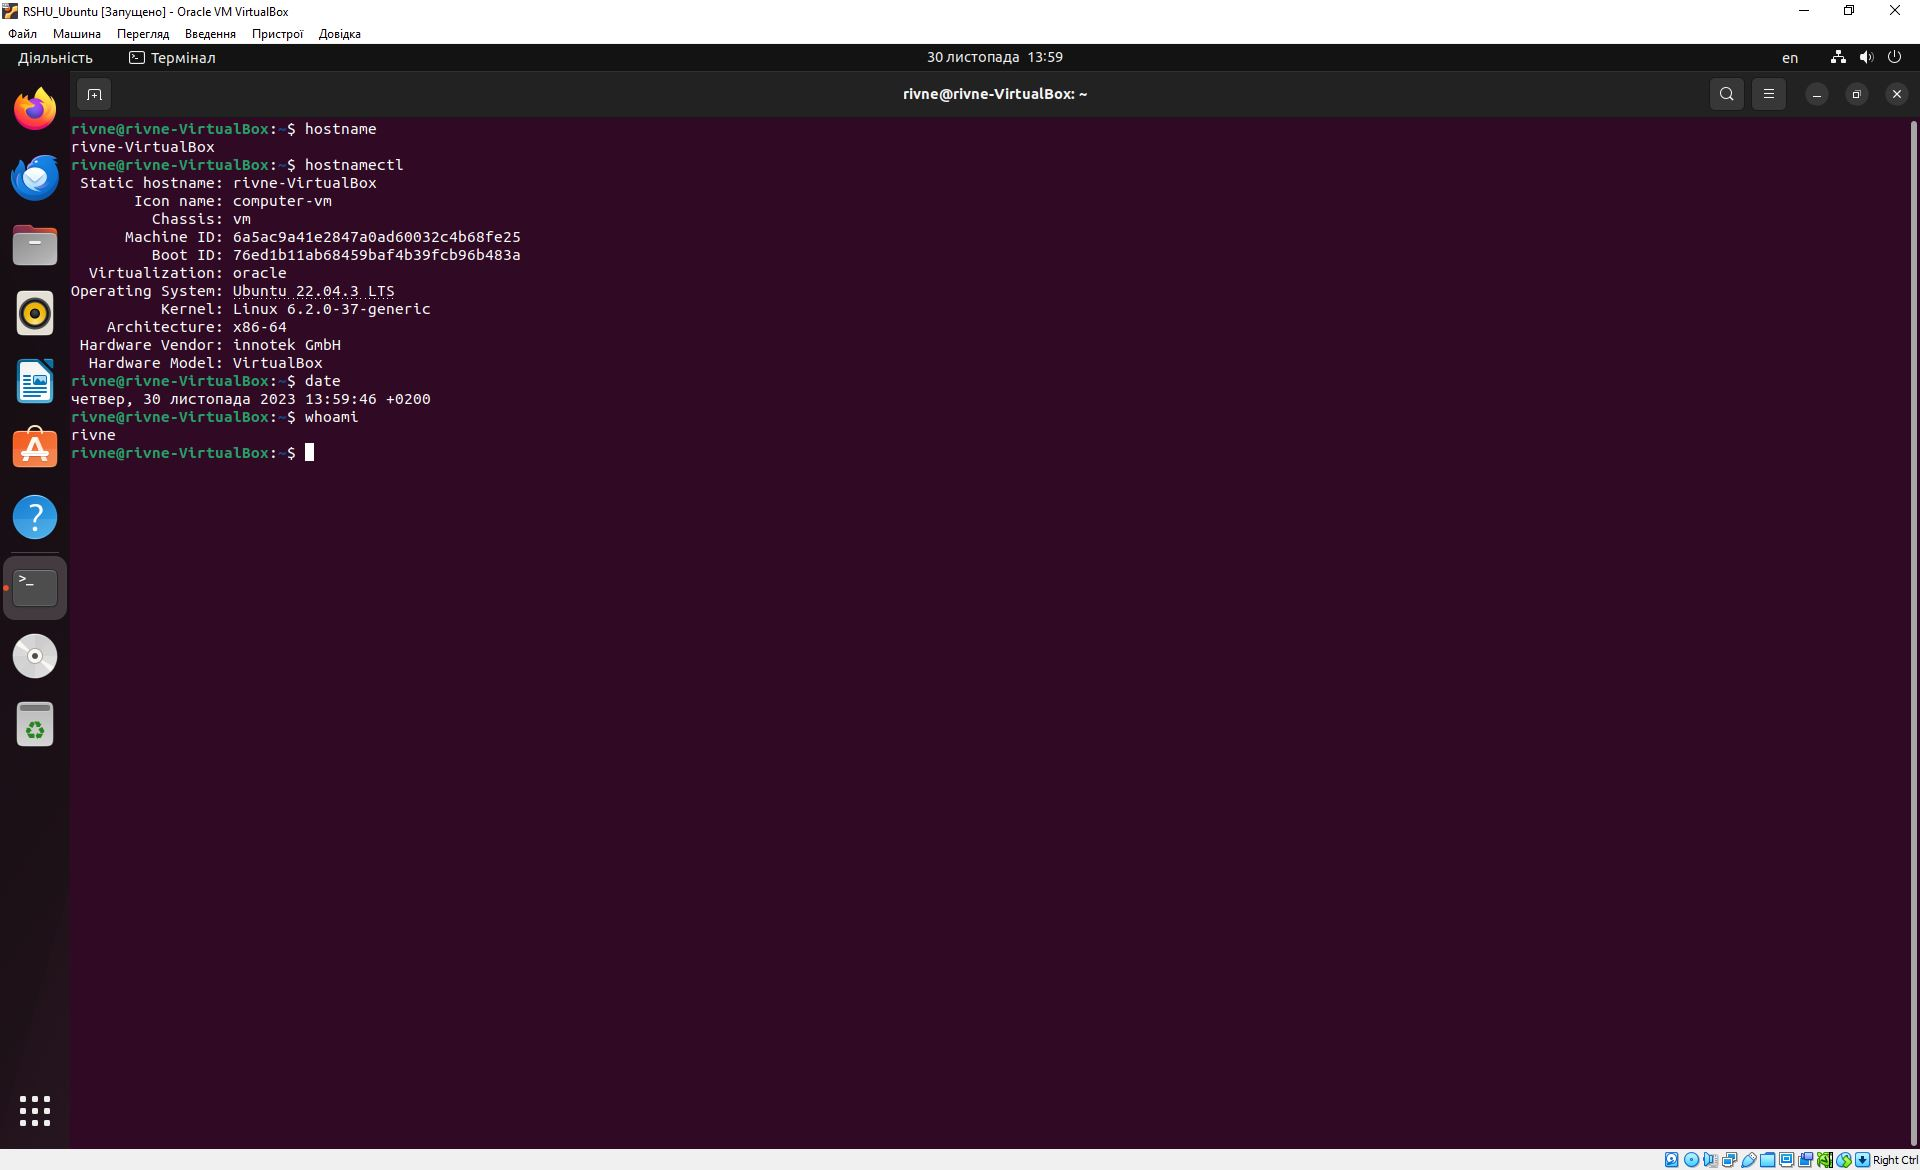 RSHU_Ubuntu [Запущено] - Oracle VM VirtualBox
Файл Машина Перегляд Введення Пристрої Довідка
Діяльність Термінал 30 листопада 13:59 en
rivne@rivne-VirtualBox: ~
rivne@rivne-VirtualBox:~$ hostname
rivne-VirtualBox
rivne@rivne-VirtualBox:~$ hostnamectl
Static hostname: rivne-VirtualBox
Icon name: computer-vm
Chassis: vm
Machine ID: 6a5ac9a41e2847a0ad60032c4b68fe25
Boot ID: 76ed1b11ab68459baf4b39fcb96b483a
Virtualization: oracle
Operating System: Ubuntu 22.04.3 LTS
Kernel: Linux 6.2.0-37-generic
Architecture: x86-64
Hardware Vendor: innotek GmbH
Hardware Model: VirtualBox
rivne@rivne-VirtualBox:~$ date
четвер, 30 листопада 2023 13:59:46 +0200
rivne@rivne-VirtualBox:~$ whoami
rivne
rivne@rivne-VirtualBox:~$
Right Ctrl